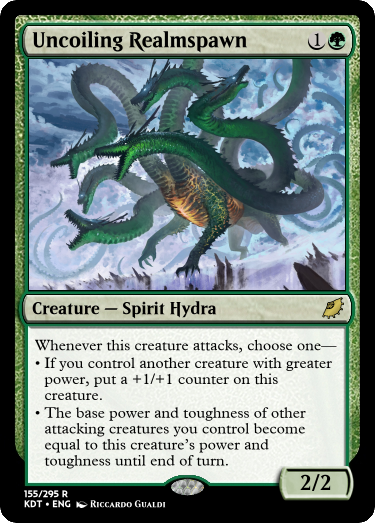 Uncoiling Realmspawn 1
Creature — Spirit Hydra
Whenever this creature attacks, choose one—
• If you control another creature with greater
power, put a +1/+1 counter on this
creature.
• The base power and toughness of other
attacking creatures you control become
equal to this creature's power and
toughness until end of turn.
2/2
155/295 R
KDT • ENG Riccardo Gualdi